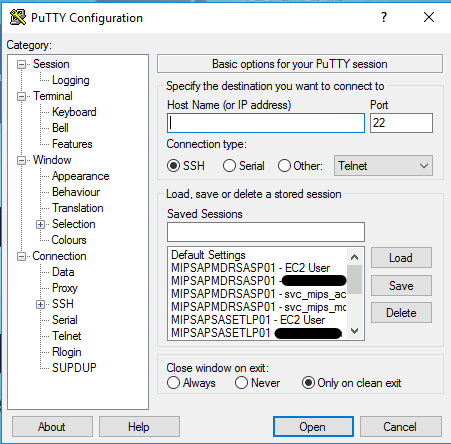 PuTTY Configuration
Category:
Session
Logging
Terminal
Keyboard
Bell
Features
Window
Appearance
Behaviour
Translation
Selection
Colours
Connection
Data
Proxy
SSH
Serial
Telnet
Rlogin
SUPDUP
Basic options for your PuTTY session
Specify the destination you want to connect to
Host Name (or IP address) Port
22
Connection type:
SSH Serial Other: Telnet
Load, save or delete a stored session
Saved Sessions
Default Settings
MIPSAPMDRSASP01 - EC2 User
MIPSAPMDRSASP01 -
MIPSAPMDRSASP01 - svc_mips_ac
MIPSAPMDRSASP01 - svc_mips_mo
MIPSAPSASETLP01 - EC2 User
MIPSAPSASETLP01
Load
Save
Delete
Close window on exit:
Always Never Only on clean exit
About Help Open Cancel